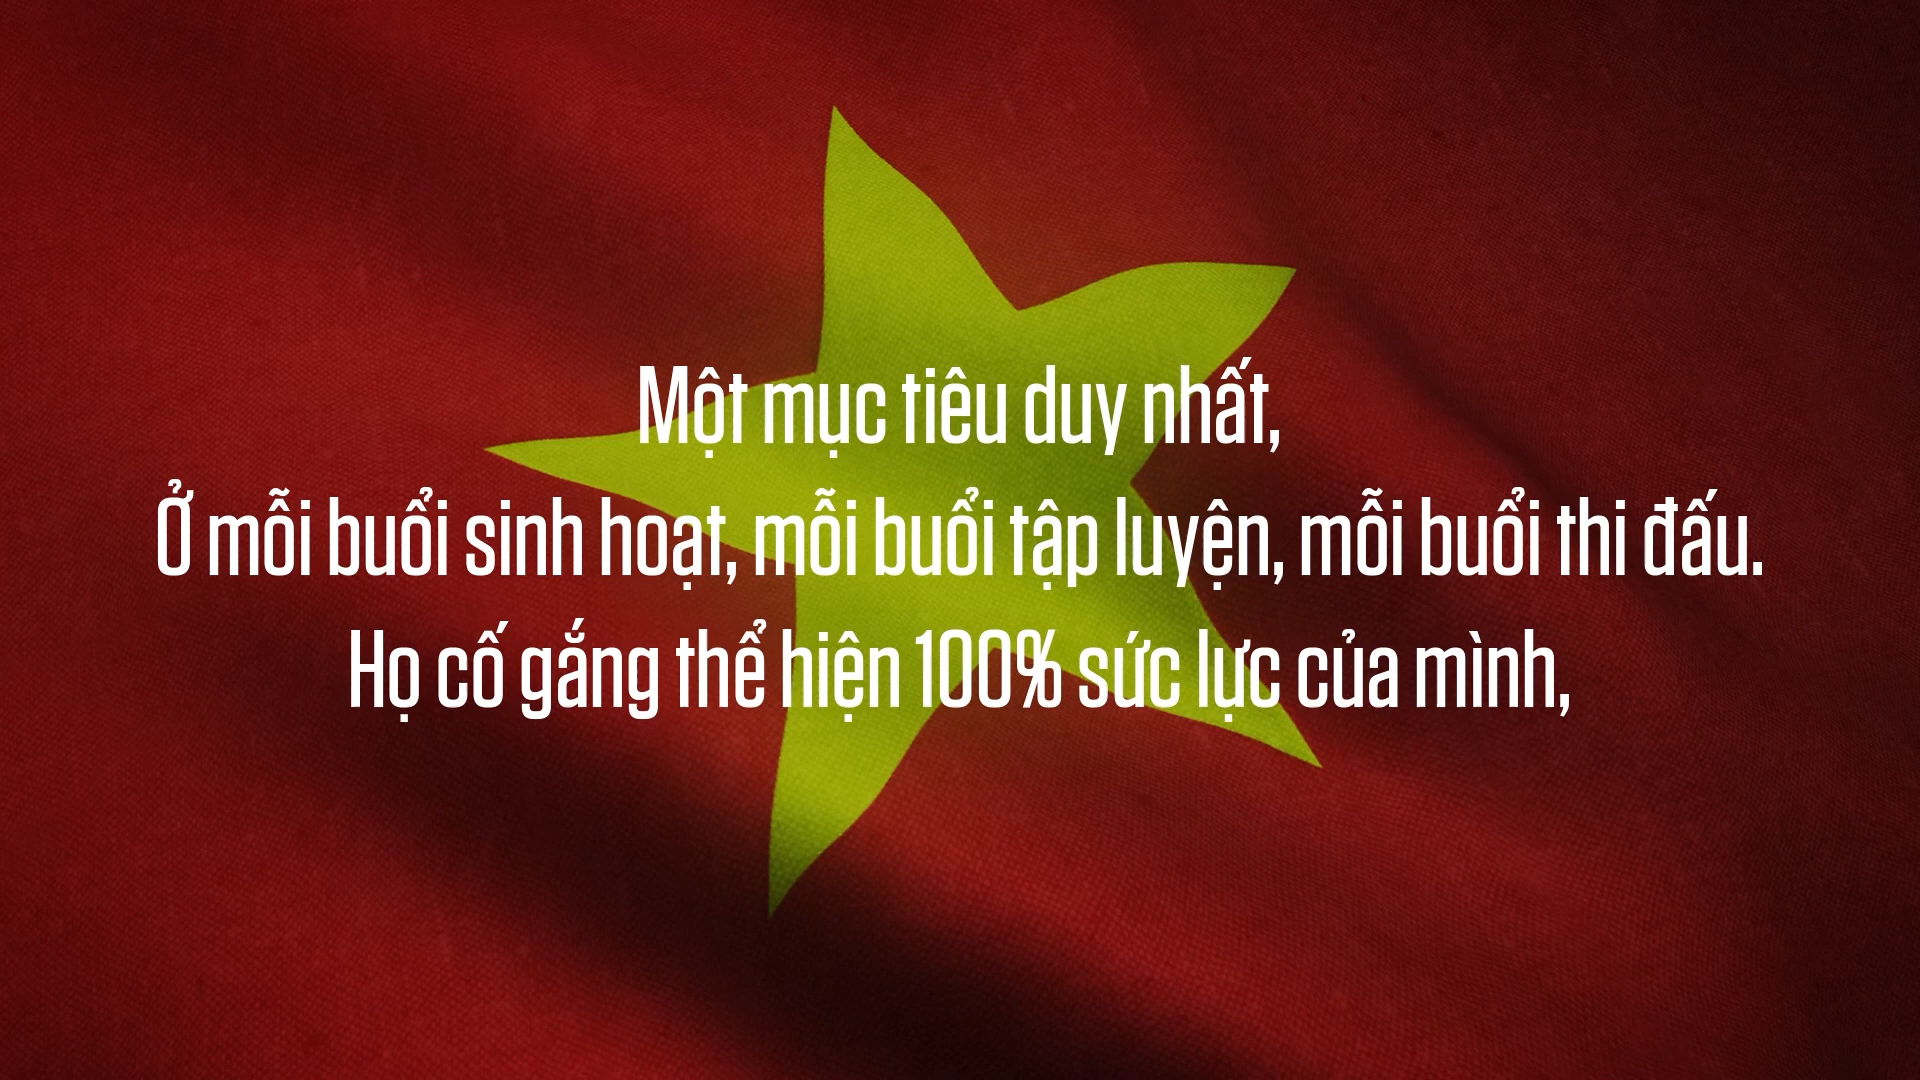 Một mục tiêu duy nhất,
Ở mỗi buổi sinh hoạt, mỗi buổi tập luyện, mỗi buổi thi đấu.
Họ cố gắng thể hiện 100% sức lực của mình,